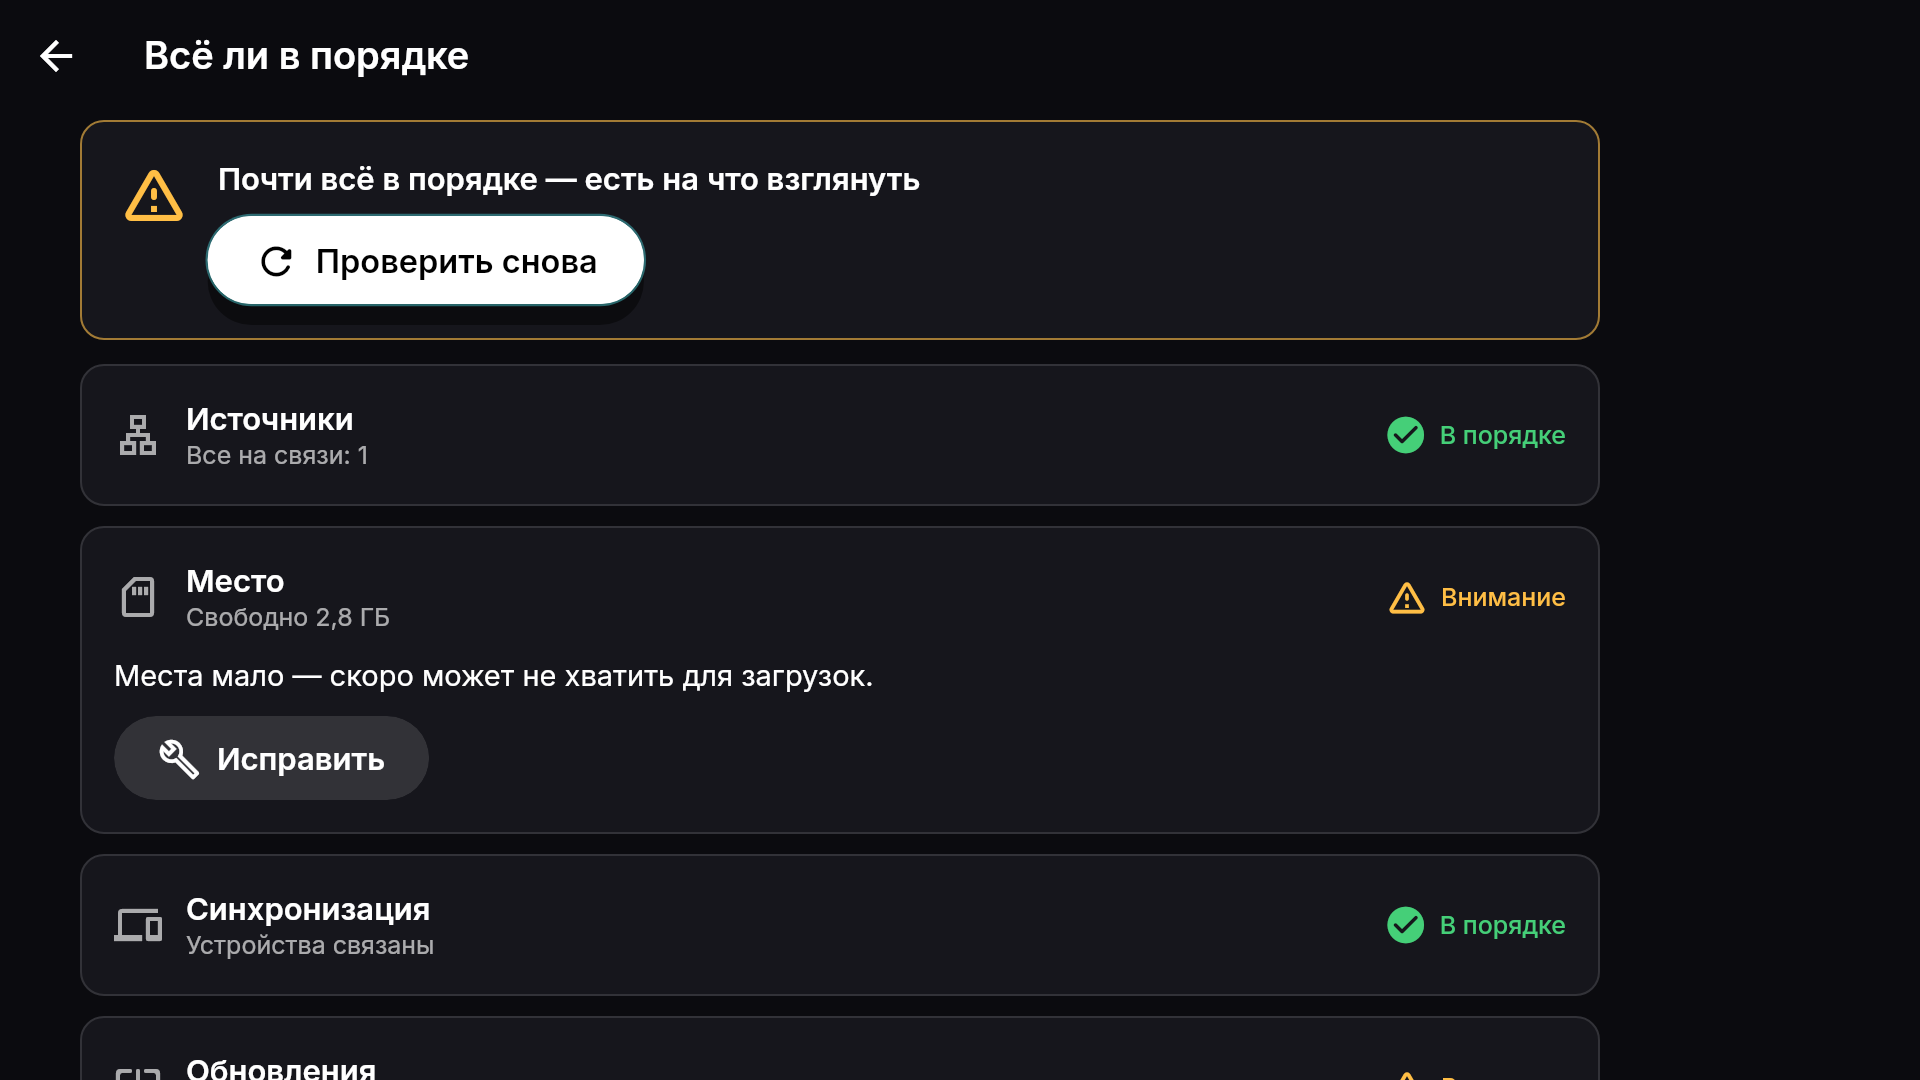 Всё ли в порядке
Почти всё в порядке — есть на что взглянуть
Проверить снова
Источники
Все на связи: 1
В порядке
Место
Свободно 2,8 ГБ
Внимание
Места мало — скоро может не хватить для загрузок.
Исправить
Синхронизация
Устройства связаны
В порядке
Обновления